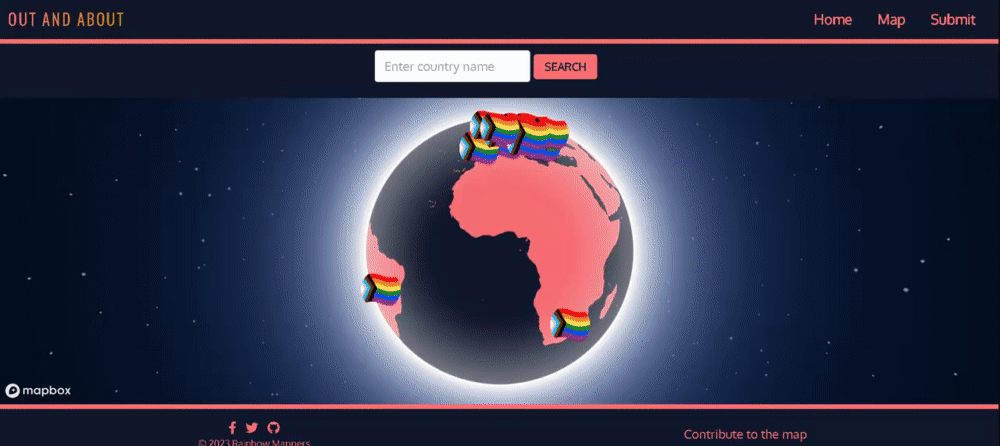 OUT AND ABOUT
Home Map Submit
Enter country name SEARCH
mapbox
© 2023 Rainbow Mappers
Contribute to the map